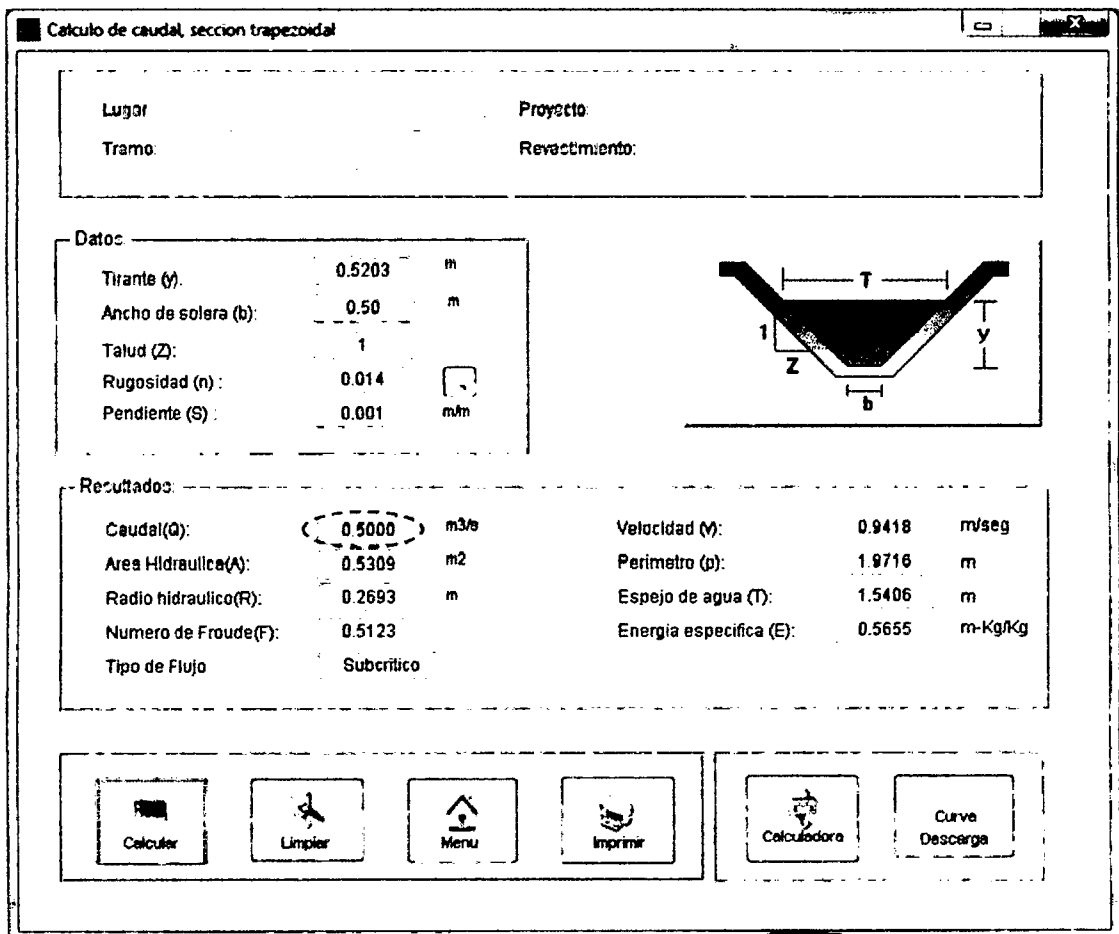 Calculo de caudal, seccion trapezoidal
Lugar
Proyecto:
Tramo:
Revestimiento:
Datos:
Tirante (y). 0.5203 m
Ancho de solera (b): 0.50 m
Talud (Z): 1
Rugosidad (n) : 0.014
Pendiente (S) : 0.001 m/m
T
1
Z
y
b
Resultados:
Caudal(Q): 0.5000 m3/s
Velocidad (v): 0.9418 m/seg
Area Hidraulica(A): 0.5309 m2
Perimetro (p): 1.9716 m
Radio hidraulico(R): 0.2693 m
Espejo de agua (T): 1.5406 m
Numero de Froude(F): 0.5123
Energia especifica (E): 0.5655 m-Kg/Kg
Tipo de Flujo Subcritico
Calcular
Limpiar
Menu
Imprimir
Calculadora
Curva
Descarga